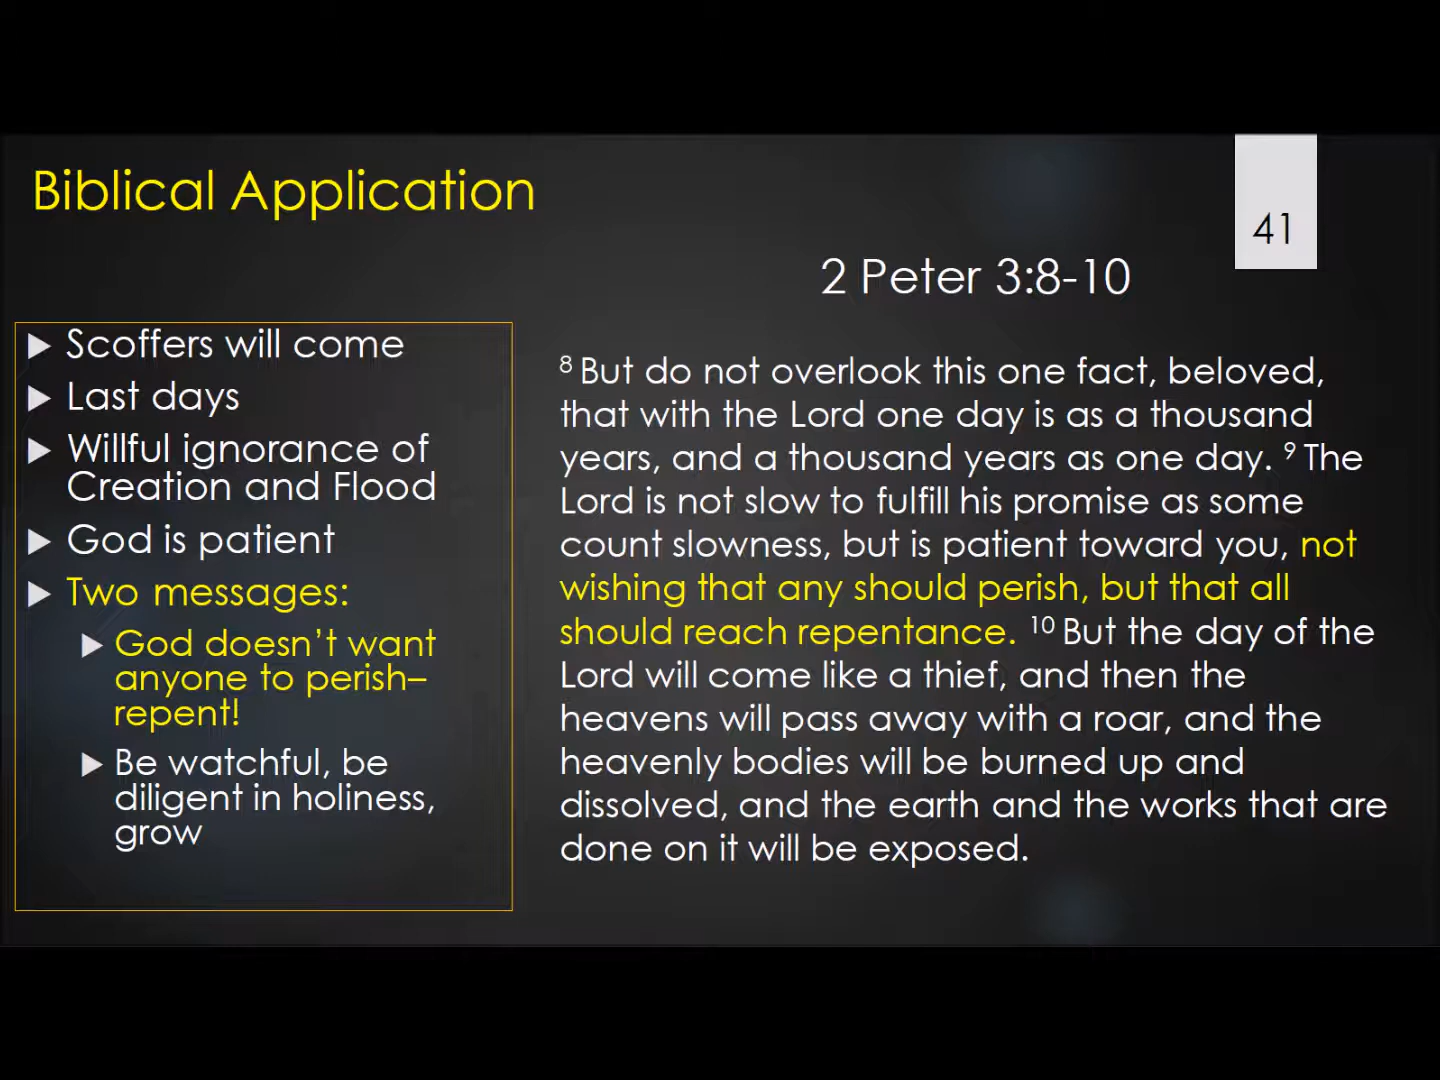 Biblical Application
41
2 Peter 3:8-10
Scoffers will come
Last days
Willful ignorance of
Creation and Flood
God is patient
Two messages:
God doesn’t want
anyone to perish–
repent!
Be watchful, be
diligent in holiness,
grow
8 But do not overlook this one fact, beloved,
that with the Lord one day is as a thousand
years, and a thousand years as one day. 9 The
Lord is not slow to fulfill his promise as some
count slowness, but is patient toward you, not
wishing that any should perish, but that all
should reach repentance. 10 But the day of the
Lord will come like a thief, and then the
heavens will pass away with a roar, and the
heavenly bodies will be burned up and
dissolved, and the earth and the works that are
done on it will be exposed.